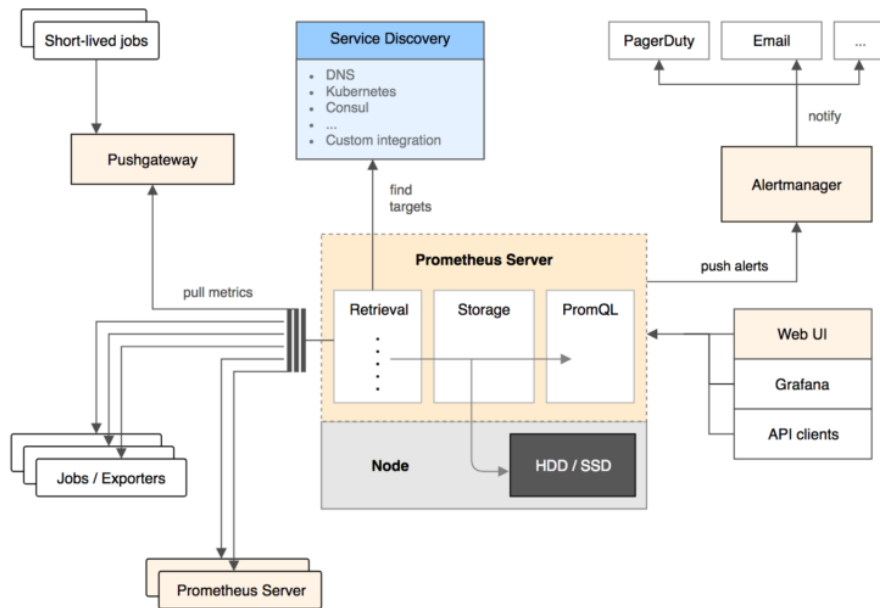 Short-lived jobs
Service Discovery
• DNS
• Kubernetes
• Consul
• ...
• Custom integration
PagerDuty
Email
...
notify
Pushgateway
Alertmanager
find
targets
Prometheus Server
push alerts
pull metrics
Retrieval
Storage
PromQL
Web UI
Grafana
API clients
Jobs / Exporters
Node
HDD / SSD
Prometheus Server